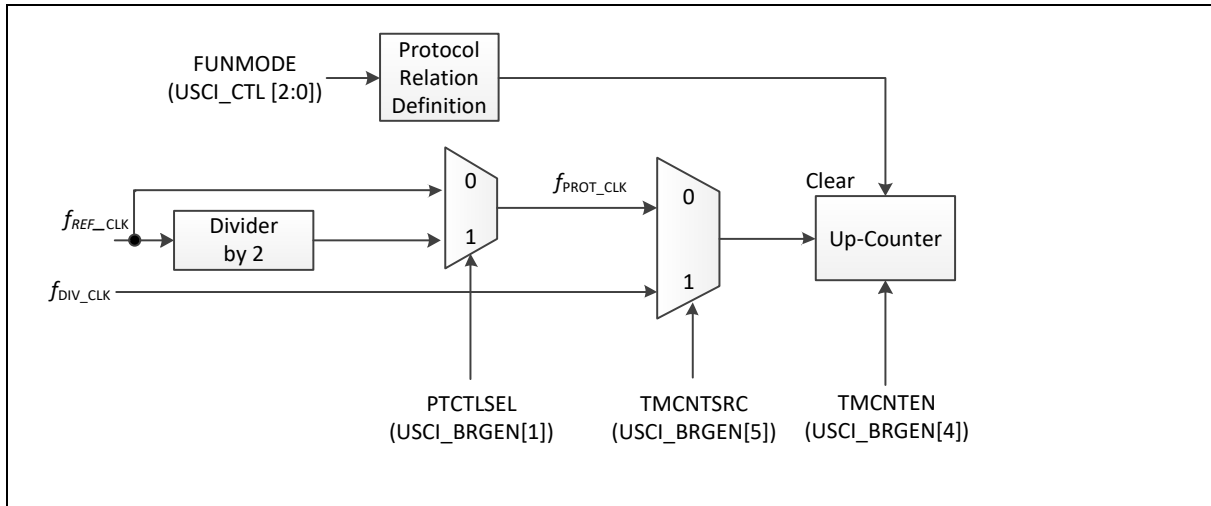 FUNMODE
(USCI_CTL [2:0])
Protocol
Relation
Definition
0
1
fPROT_CLK
0
1
Clear
Up-Counter
fREF_CLK
Divider
by 2
fDIV_CLK
PTCTLSEL
(USCI_BRGEN[1])
TMCNTSRC
(USCI_BRGEN[5])
TMCNTEN
(USCI_BRGEN[4])